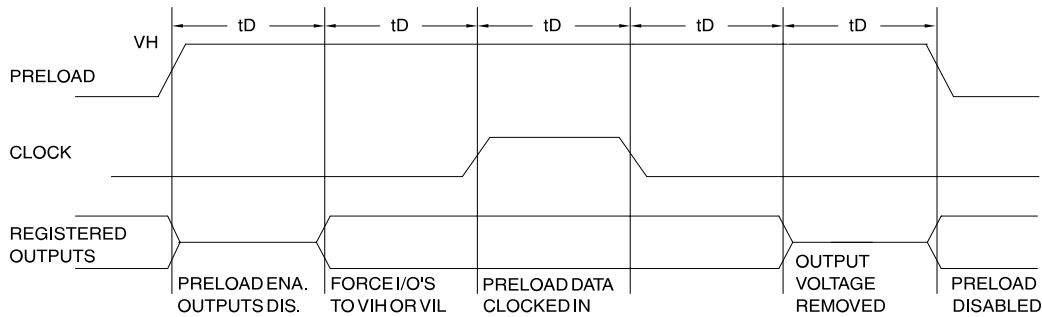 tD tD tD tD tD
VH
PRELOAD
CLOCK
REGISTERED
OUTPUTS
PRELOAD ENA.
OUTPUTS DIS.
FORCE I/O'S
TO VIH OR VIL
PRELOAD DATA
CLOCKED IN
OUTPUT
VOLTAGE
REMOVED
PRELOAD
DISABLED